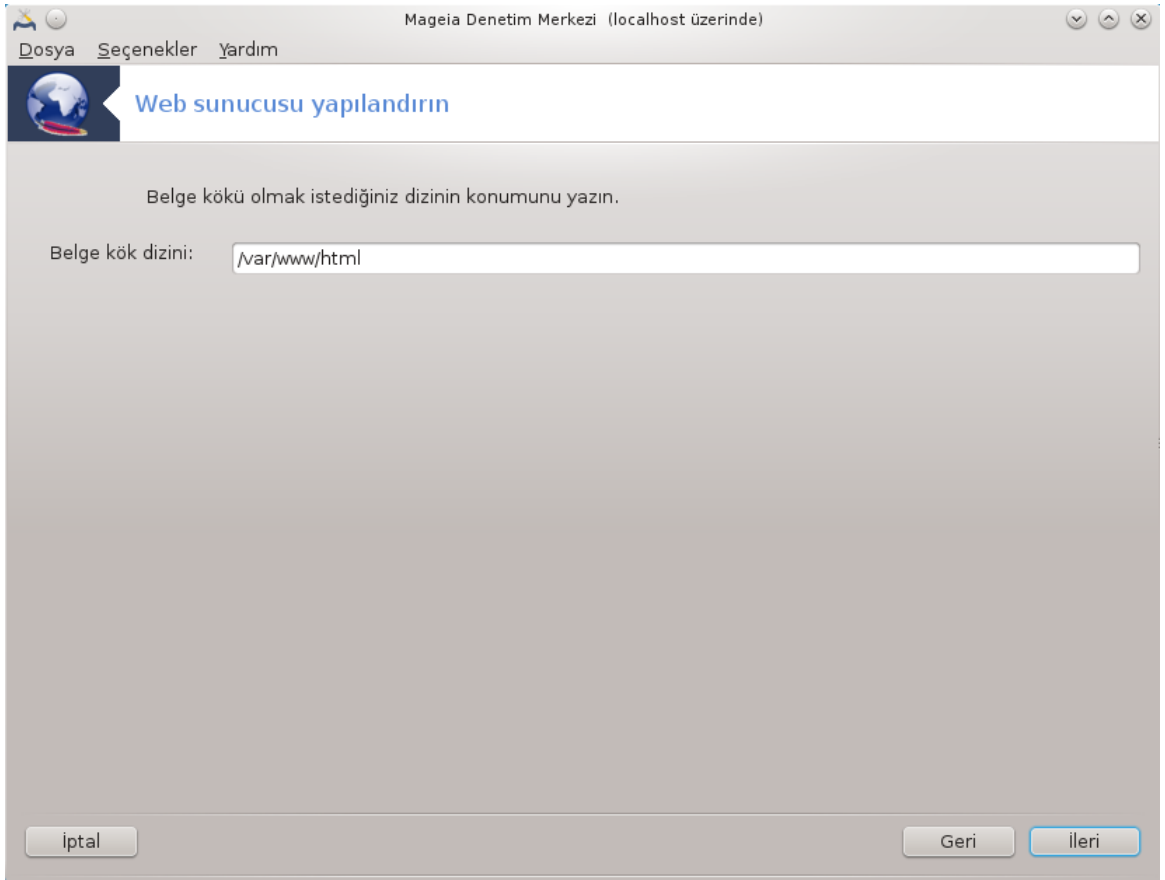 Mageia Denetim Merkezi (localhost üzerinde)
Dosya Seçenekler Yardım
Web sunucusu yapılandırın
Belge kökü olmak istediğiniz dizinin konumunu yazın.
Belge kök dizini: /var/www/html
İptal Geri İleri